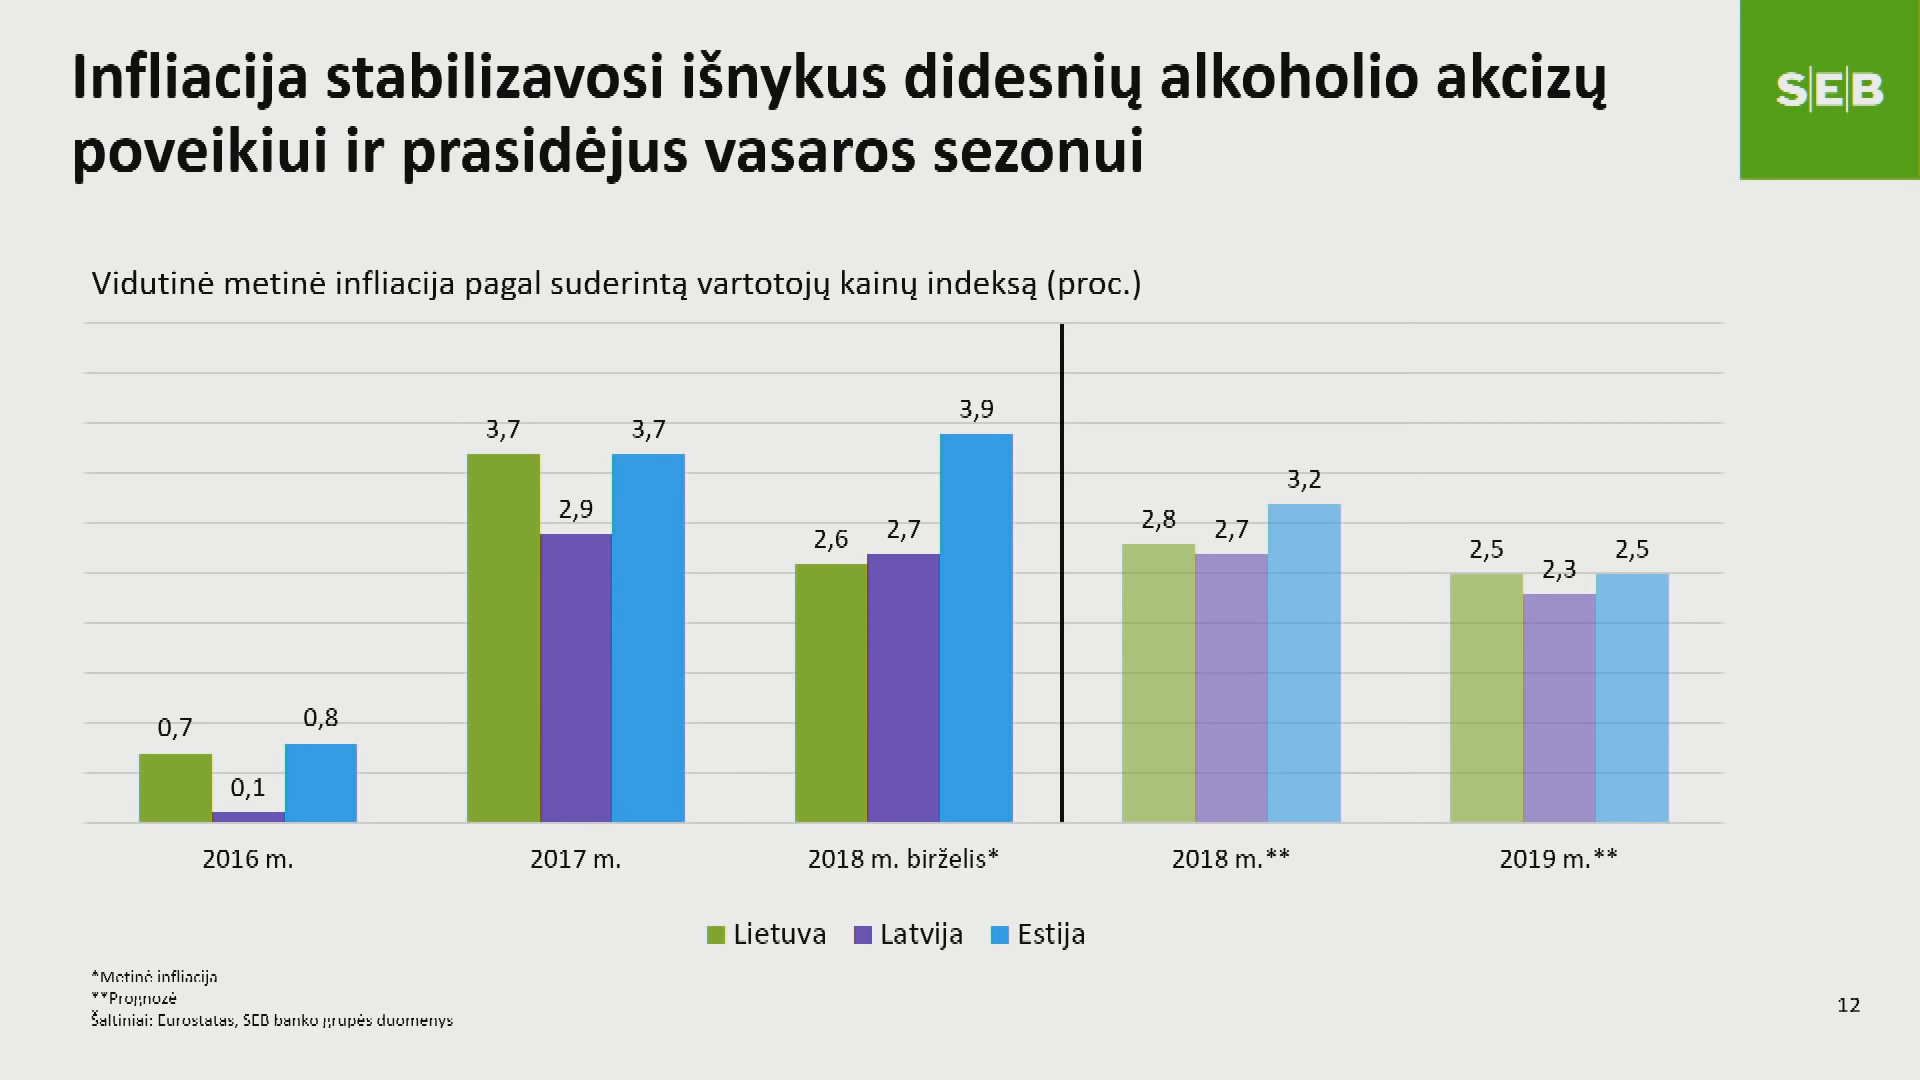 Infliacija stabilizavosi išnykus didesnių alkoholio akcizų
poveikiui ir prasidėjus vasaros sezonui
S|E|B
Vidutinė metinė infliacija pagal suderintą vartotojų kainų indeksą (proc.)
0,7 0,1 0,8
3,7 2,9 3,7
2,6 2,7 3,9
2,8 2,7 3,2
2,5 2,3 2,5
2016 m. 2017 m. 2018 m. birželis* 2018 m.** 2019 m.**
Lietuva Latvija Estija
*Metinė infliacija
**Prognozė
Šaltiniai: Eurostatas, SEB banko grupės duomenys
12